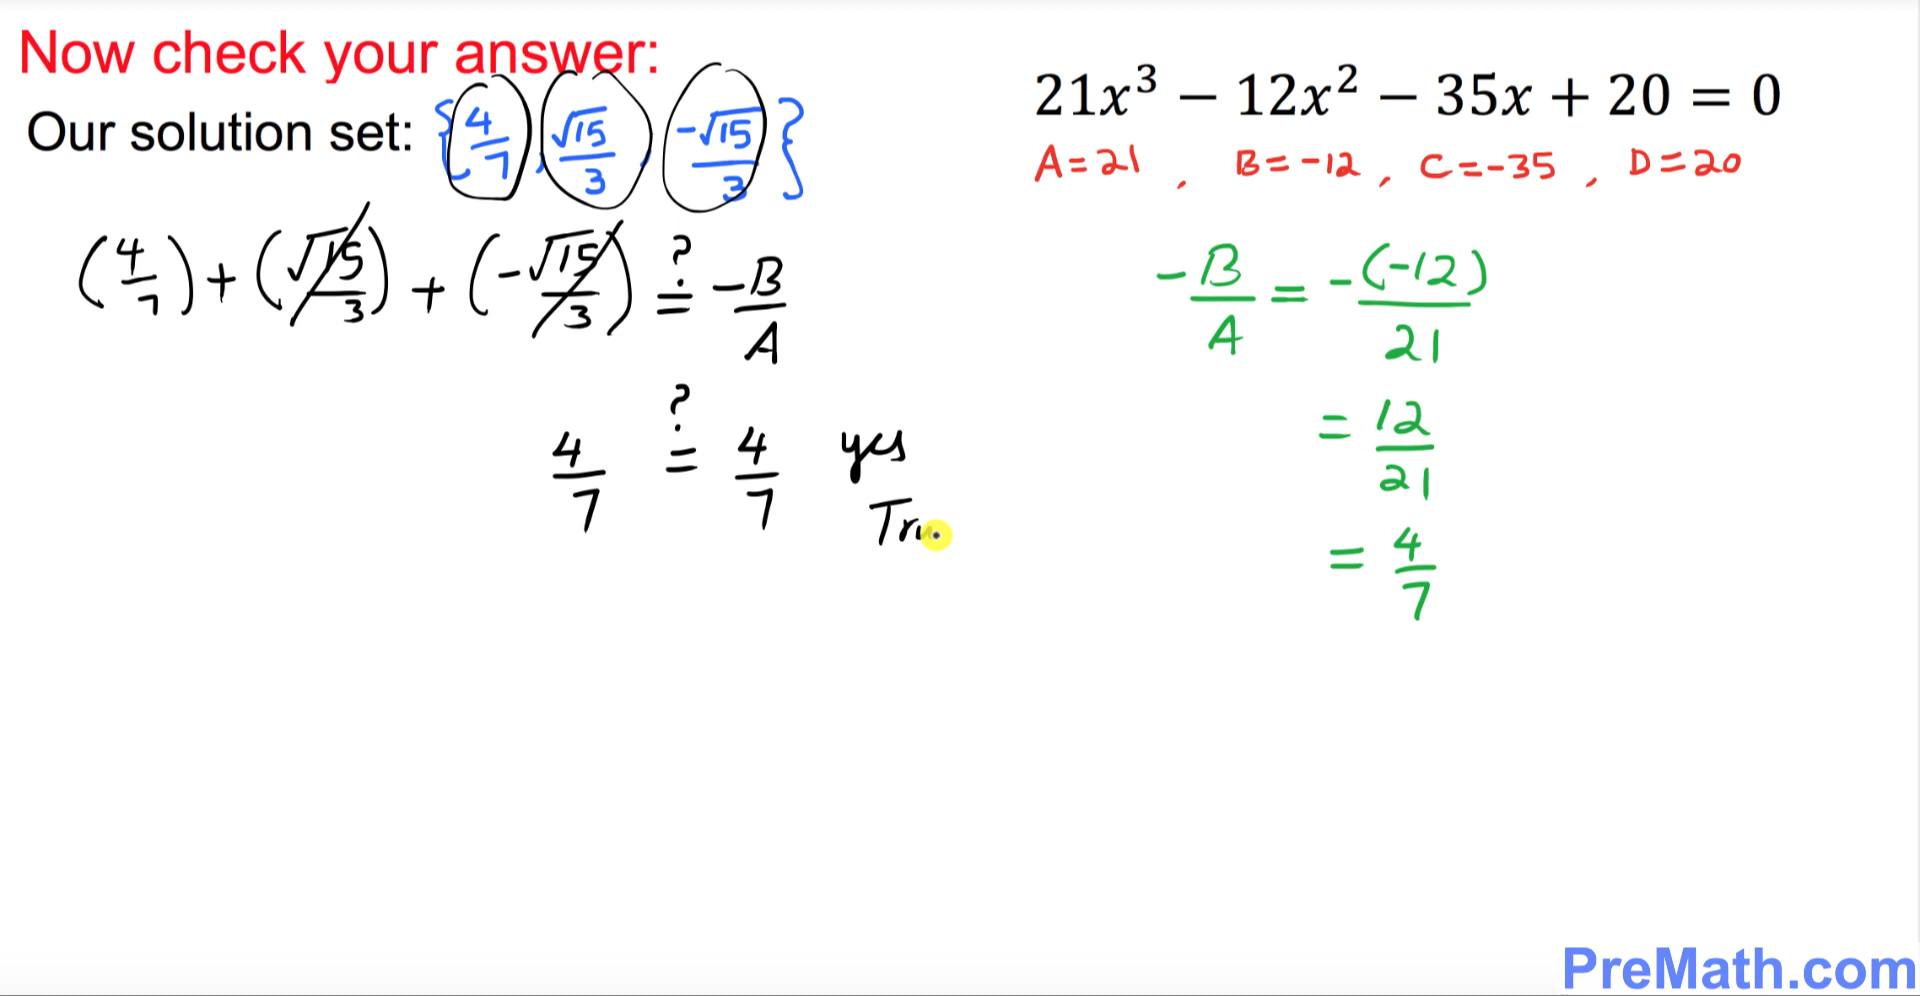 Now check your answer:
Our solution set: {4/7, √15/3, -√15/3}
(4/7) + (√15/3) + (-√15/3) ?= -B/A
4/7 ?= 4/7 yes
Tru
21x³ − 12x² − 35x + 20 = 0
A=21 , B=-12 , C=-35 , D=20
-B/A = -(-12)/21
= 12/21
= 4/7
PreMath.com